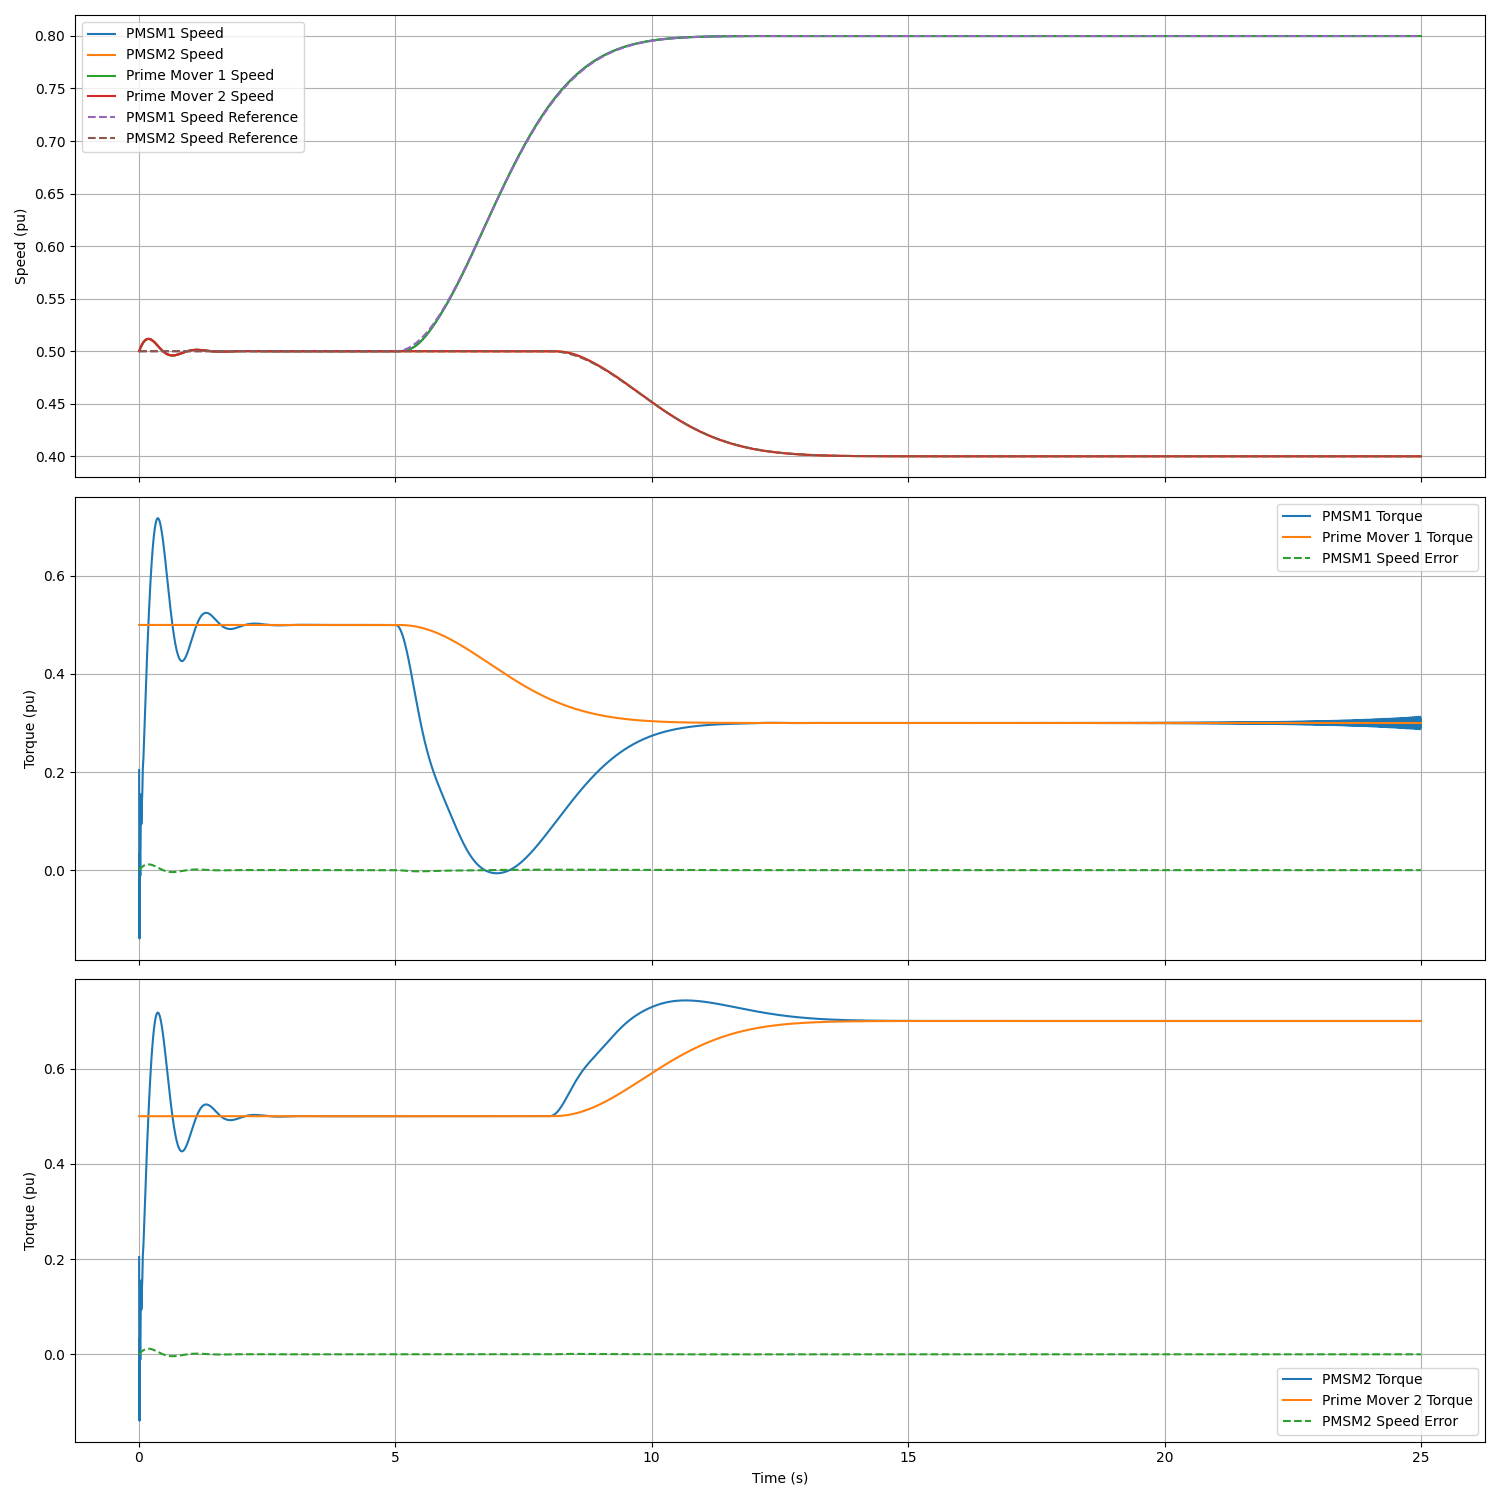 PMSM1 Speed
PMSM2 Speed
Prime Mover 1 Speed
Prime Mover 2 Speed
PMSM1 Speed Reference
PMSM2 Speed Reference
Speed (pu)
0.80
0.75
0.70
0.65
0.60
0.55
0.50
0.45
0.40
PMSM1 Torque
Prime Mover 1 Torque
PMSM1 Speed Error
Torque (pu)
0.6
0.4
0.2
0.0
PMSM2 Torque
Prime Mover 2 Torque
PMSM2 Speed Error
Torque (pu)
0.6
0.4
0.2
0.0
0 5 10 15 20 25
Time (s)